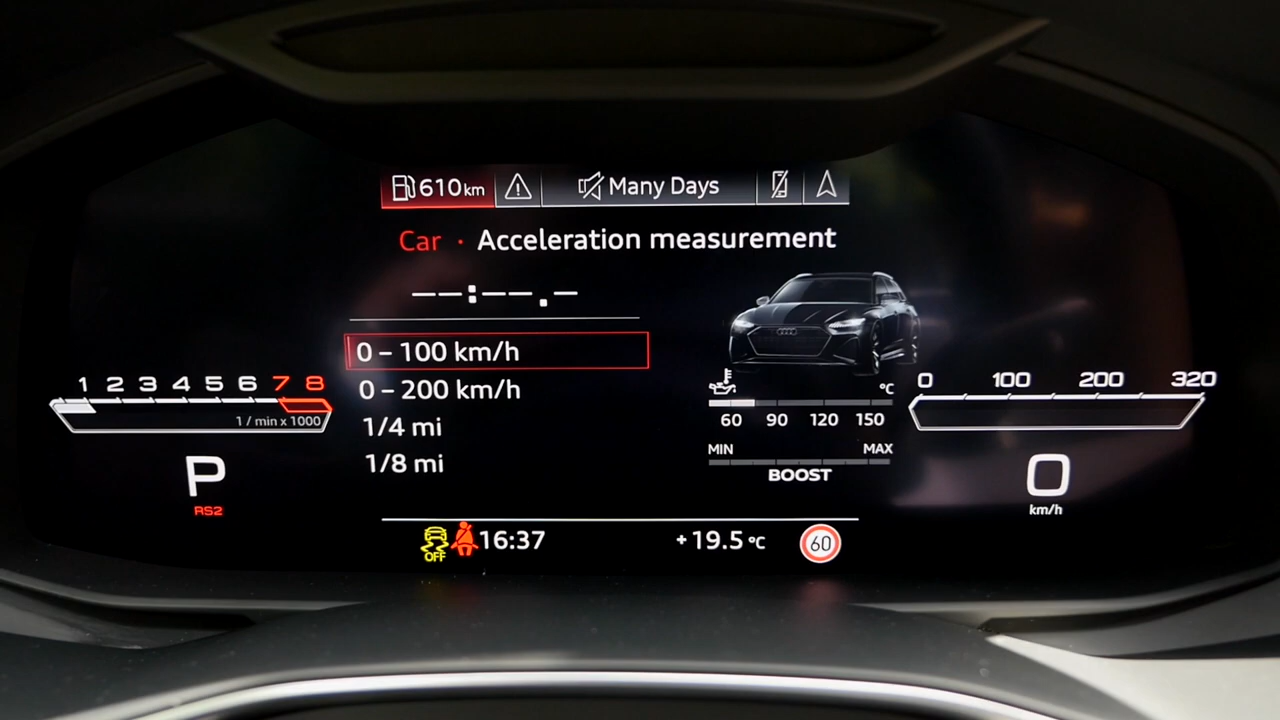 610 km Many Days
Car · Acceleration measurement
--:--.-
0 – 100 km/h
0 – 200 km/h
1/4 mi
1/8 mi
1 2 3 4 5 6 7 8
1 / min x 1000
P
RS2
°C
60 90 120 150
MIN MAX
BOOST
0 100 200 320
0
km/h
OFF
16:37
+19.5 °C
60